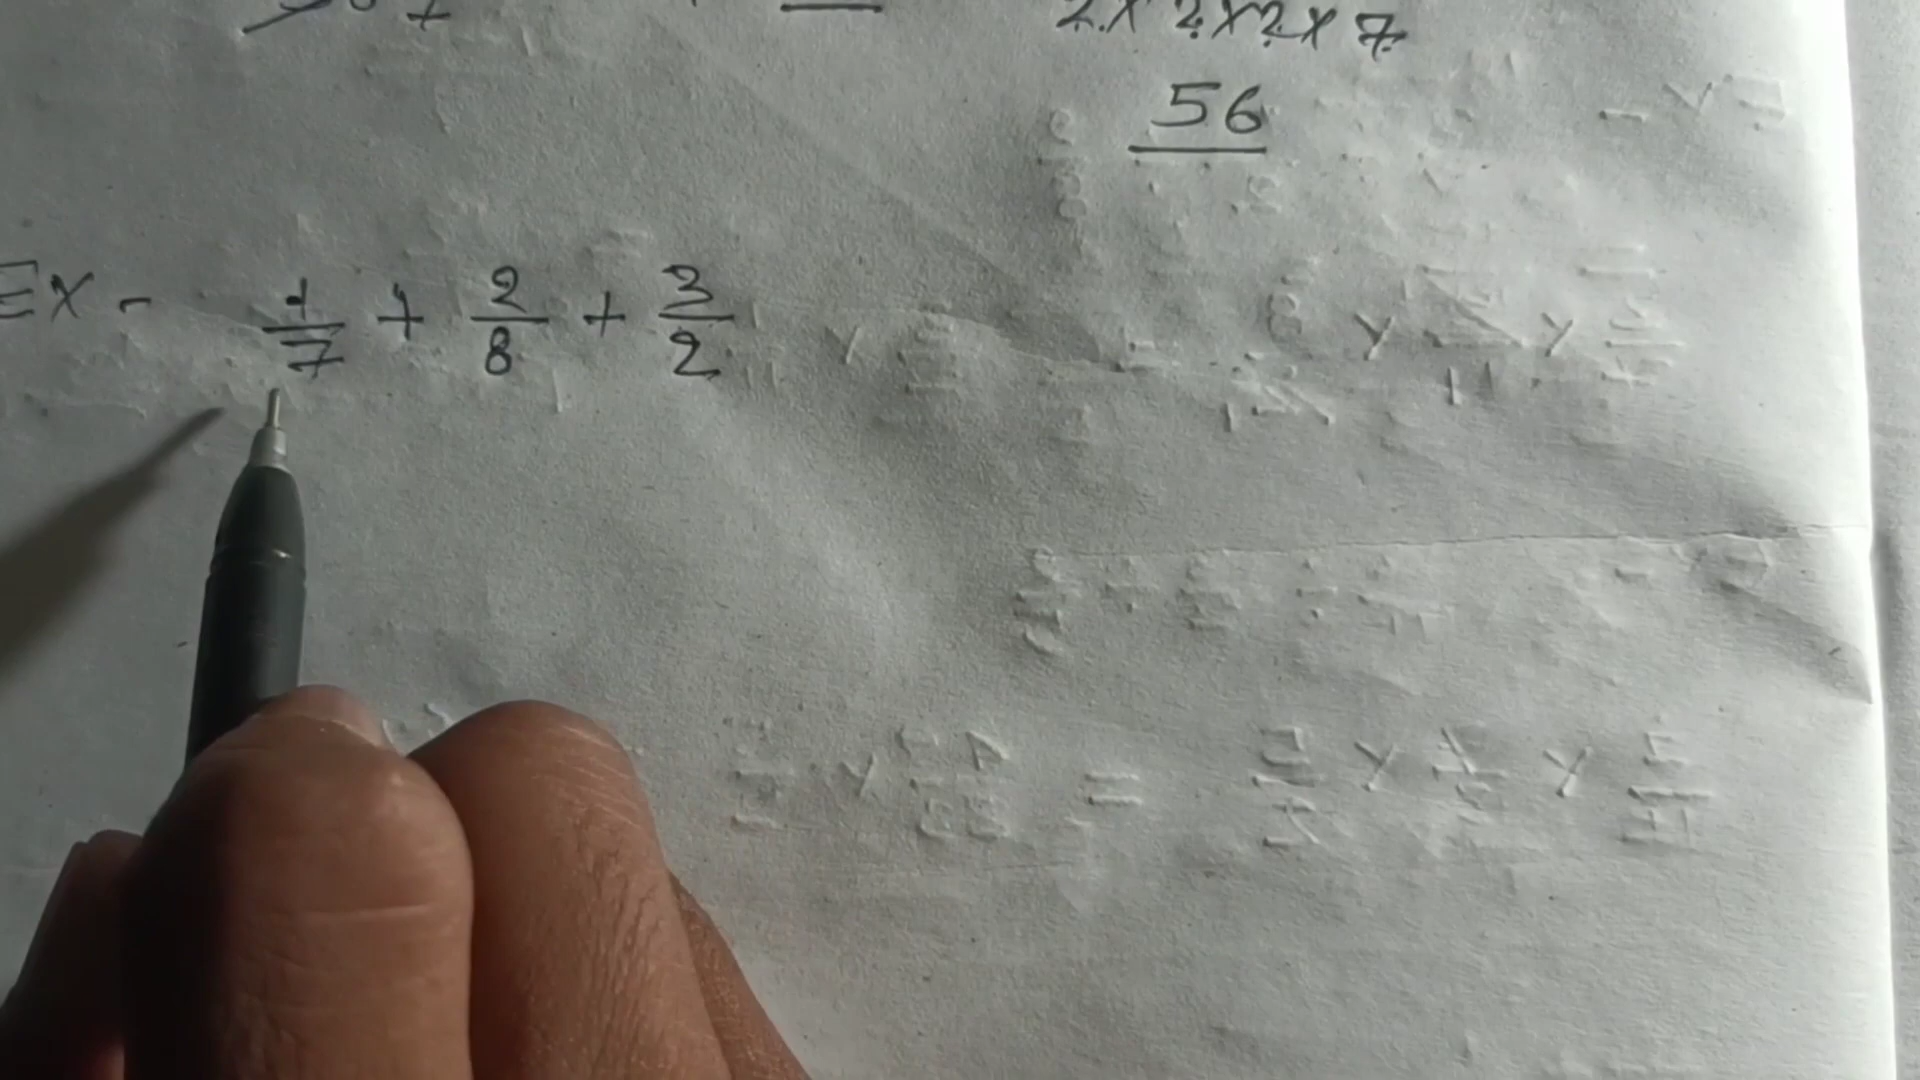 2×2×2×7
56
Ex - 1/7 + 2/8 + 3/2